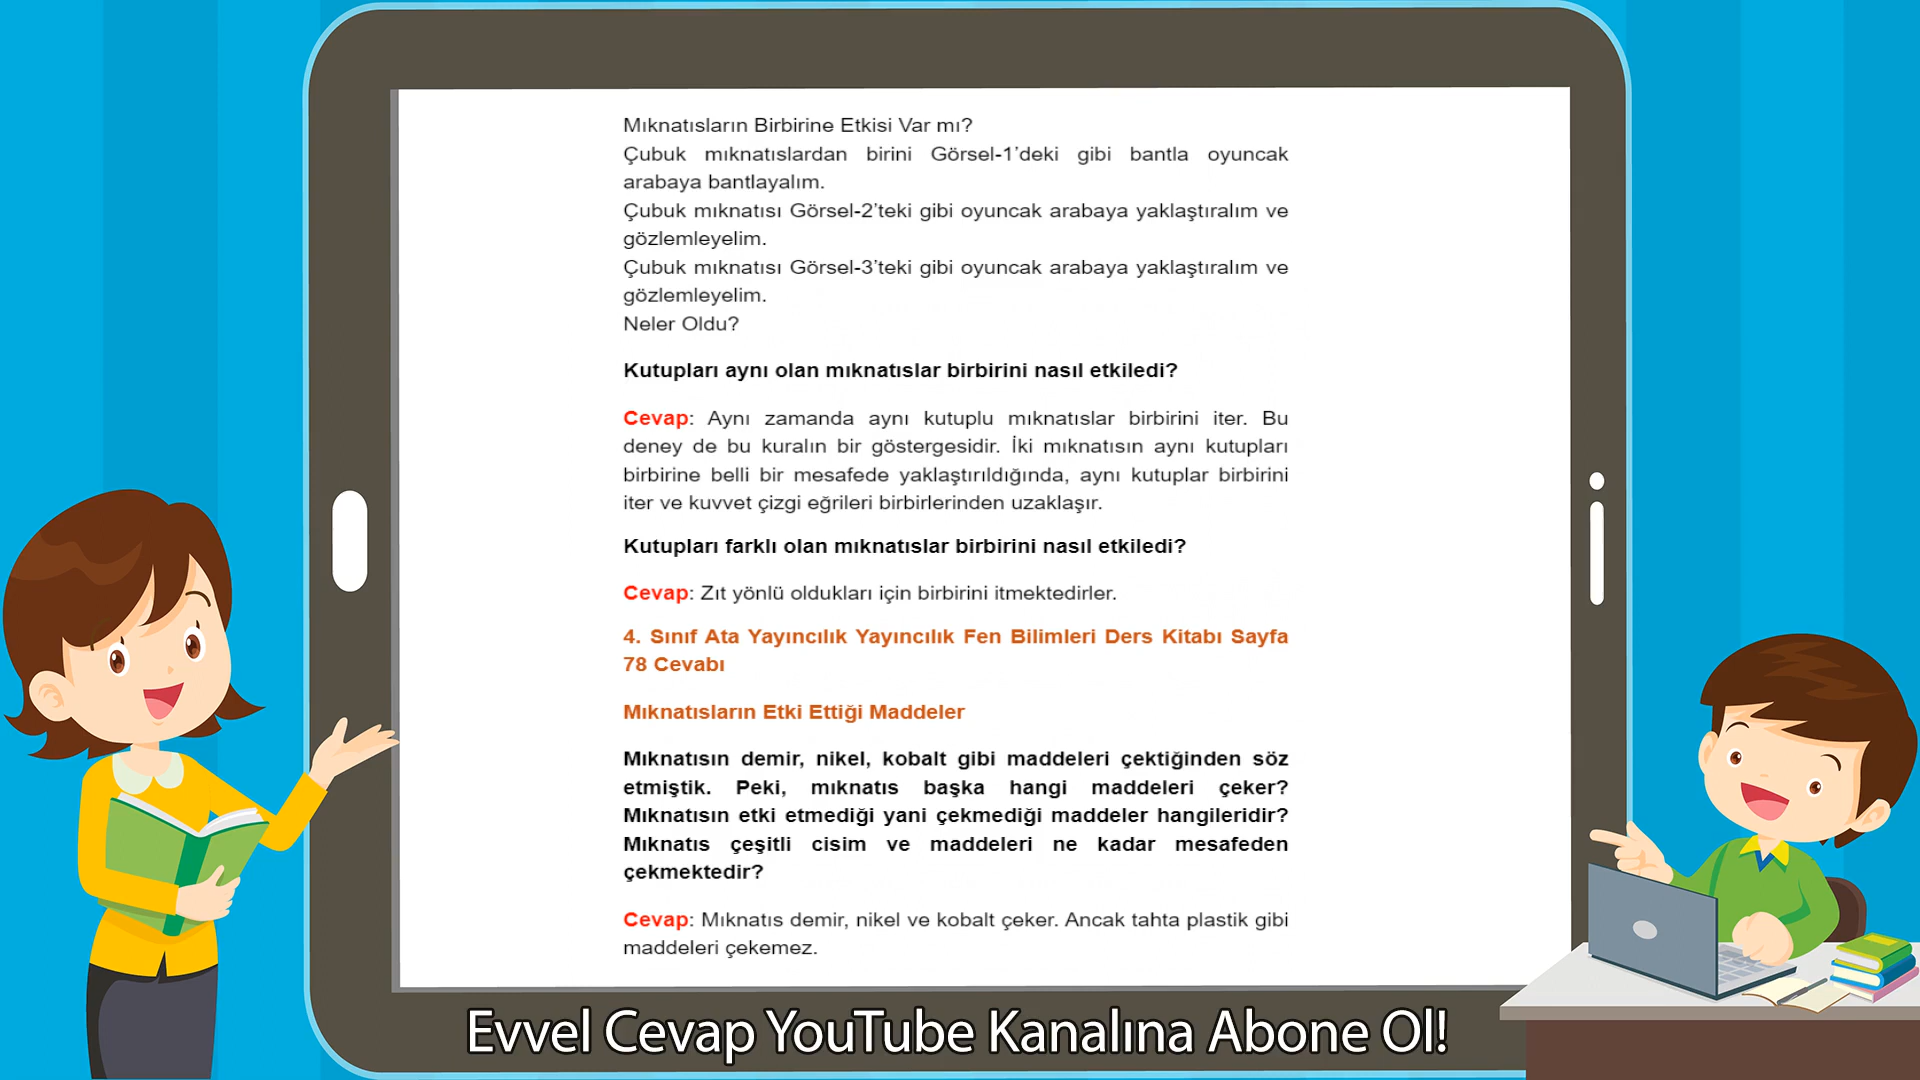 Mıknatısların Birbirine Etkisi Var mı?
Çubuk mıknatıslardan birini Görsel-1’deki gibi bantla oyuncak
arabaya bantlayalım.
Çubuk mıknatısı Görsel-2’teki gibi oyuncak arabaya yaklaştıralım ve
gözlemleyelim.
Çubuk mıknatısı Görsel-3’teki gibi oyuncak arabaya yaklaştıralım ve
gözlemleyelim.
Neler Oldu?
Kutupları aynı olan mıknatıslar birbirini nasıl etkiledi?
Cevap: Aynı zamanda aynı kutuplu mıknatıslar birbirini iter. Bu
deney de bu kuralın bir göstergesidir. İki mıknatısın aynı kutupları
birbirine belli bir mesafede yaklaştırıldığında, aynı kutuplar birbirini
iter ve kuvvet çizgi eğrileri birbirlerinden uzaklaşır.
Kutupları farklı olan mıknatıslar birbirini nasıl etkiledi?
Cevap: Zıt yönlü oldukları için birbirini itmektedirler.
4. Sınıf Ata Yayıncılık Yayıncılık Fen Bilimleri Ders Kitabı Sayfa
78 Cevabı
Mıknatısların Etki Ettiği Maddeler
Mıknatısın demir, nikel, kobalt gibi maddeleri çektiğinden söz
etmiştik. Peki, mıknatıs başka hangi maddeleri çeker?
Mıknatısın etki etmediği yani çekmediği maddeler hangileridir?
Mıknatıs çeşitli cisim ve maddeleri ne kadar mesafeden
çekmektedir?
Cevap: Mıknatıs demir, nikel ve kobalt çeker. Ancak tahta plastik gibi
maddeleri çekemez.
Evvel Cevap YouTube Kanalına Abone Ol!